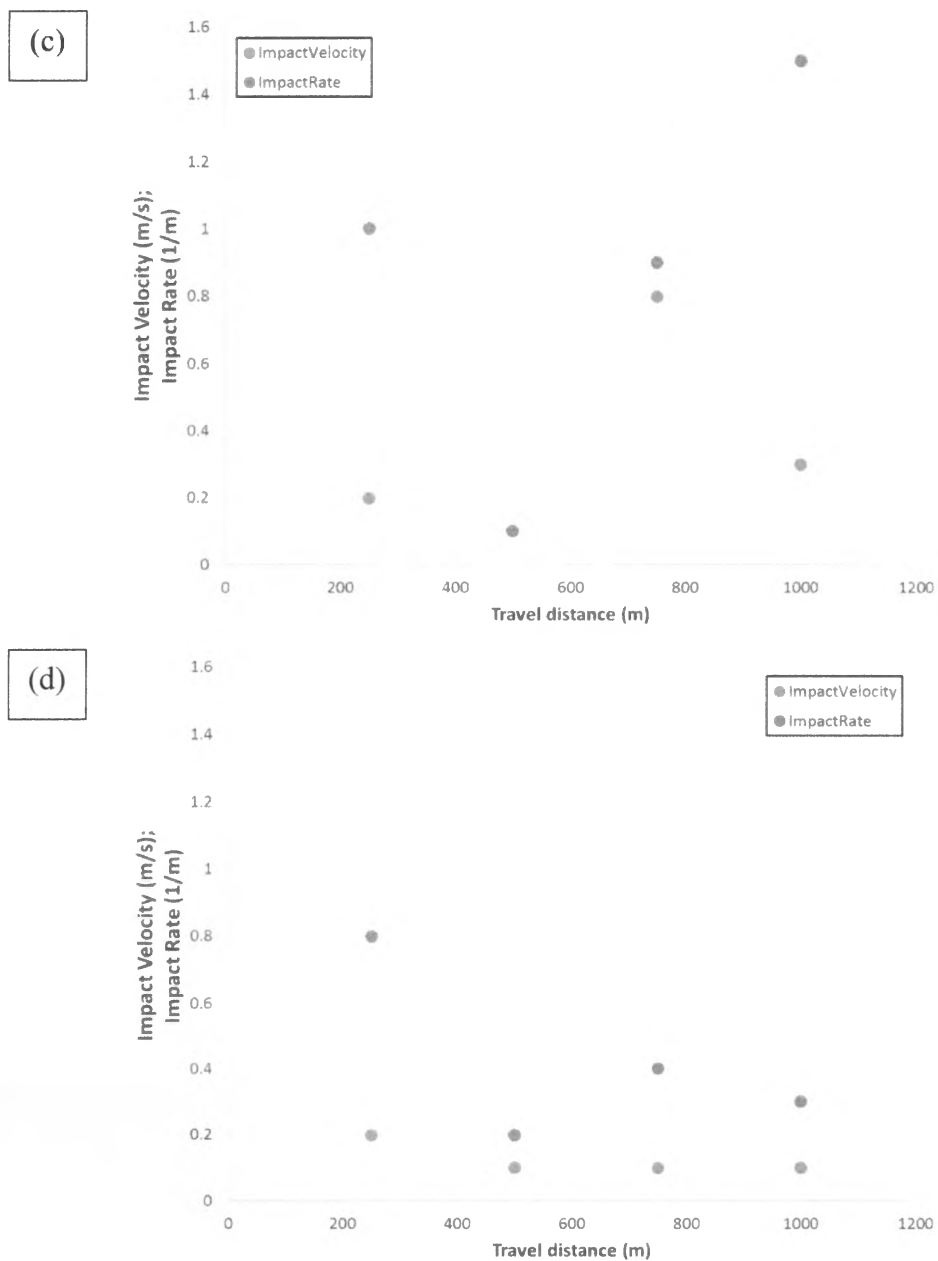 (c)
1.6
1.4
1.2
1
0.8
0.6
0.4
0.2
0
Impact Velocity (m/s);
Impact Rate (1/m)
ImpactVelocity
ImpactRate
0 200 400 600 800 1000 1200
Travel distance (m)
(d)
1.6
1.4
1.2
1
0.8
0.6
0.4
0.2
0
Impact Velocity (m/s);
Impact Rate (1/m)
ImpactVelocity
ImpactRate
0 200 400 600 800 1000 1200
Travel distance (m)